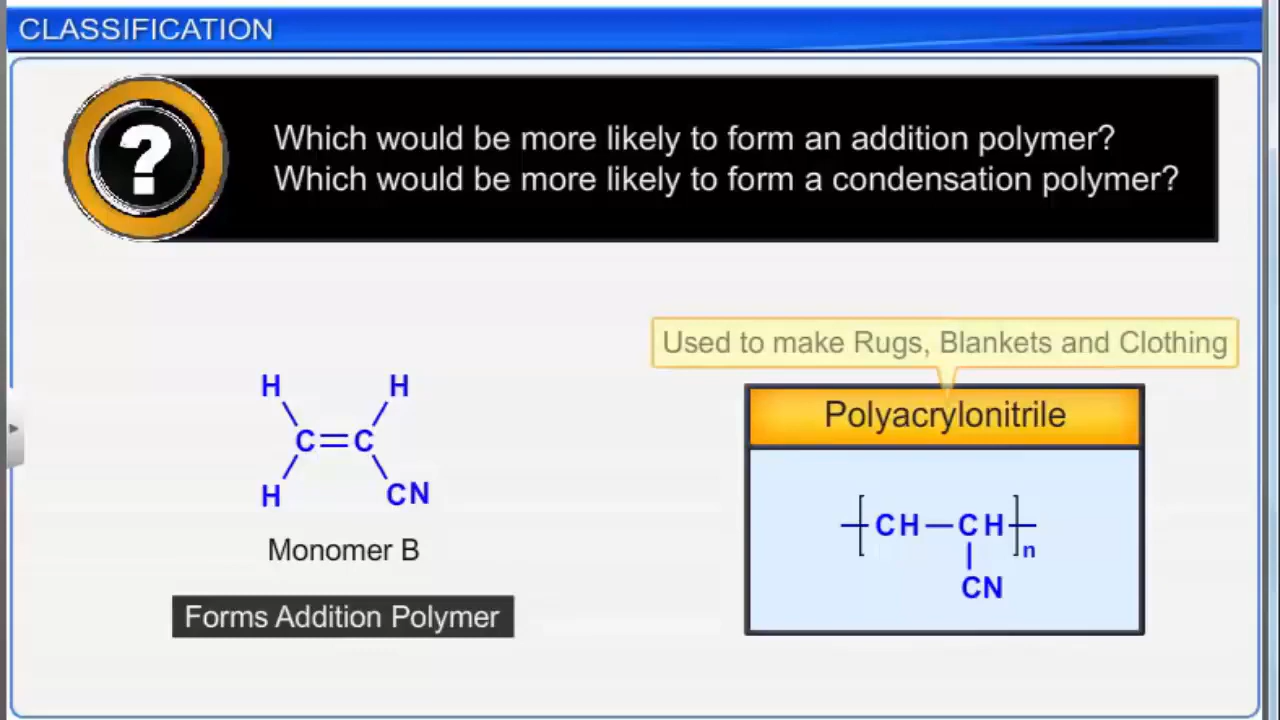 CLASSIFICATION
?
Which would be more likely to form an addition polymer?
Which would be more likely to form a condensation polymer?
Used to make Rugs, Blankets and Clothing
Polyacrylonitrile
H H
C=C
H CN
Monomer B
Forms Addition Polymer
[CH—CH]n
CN